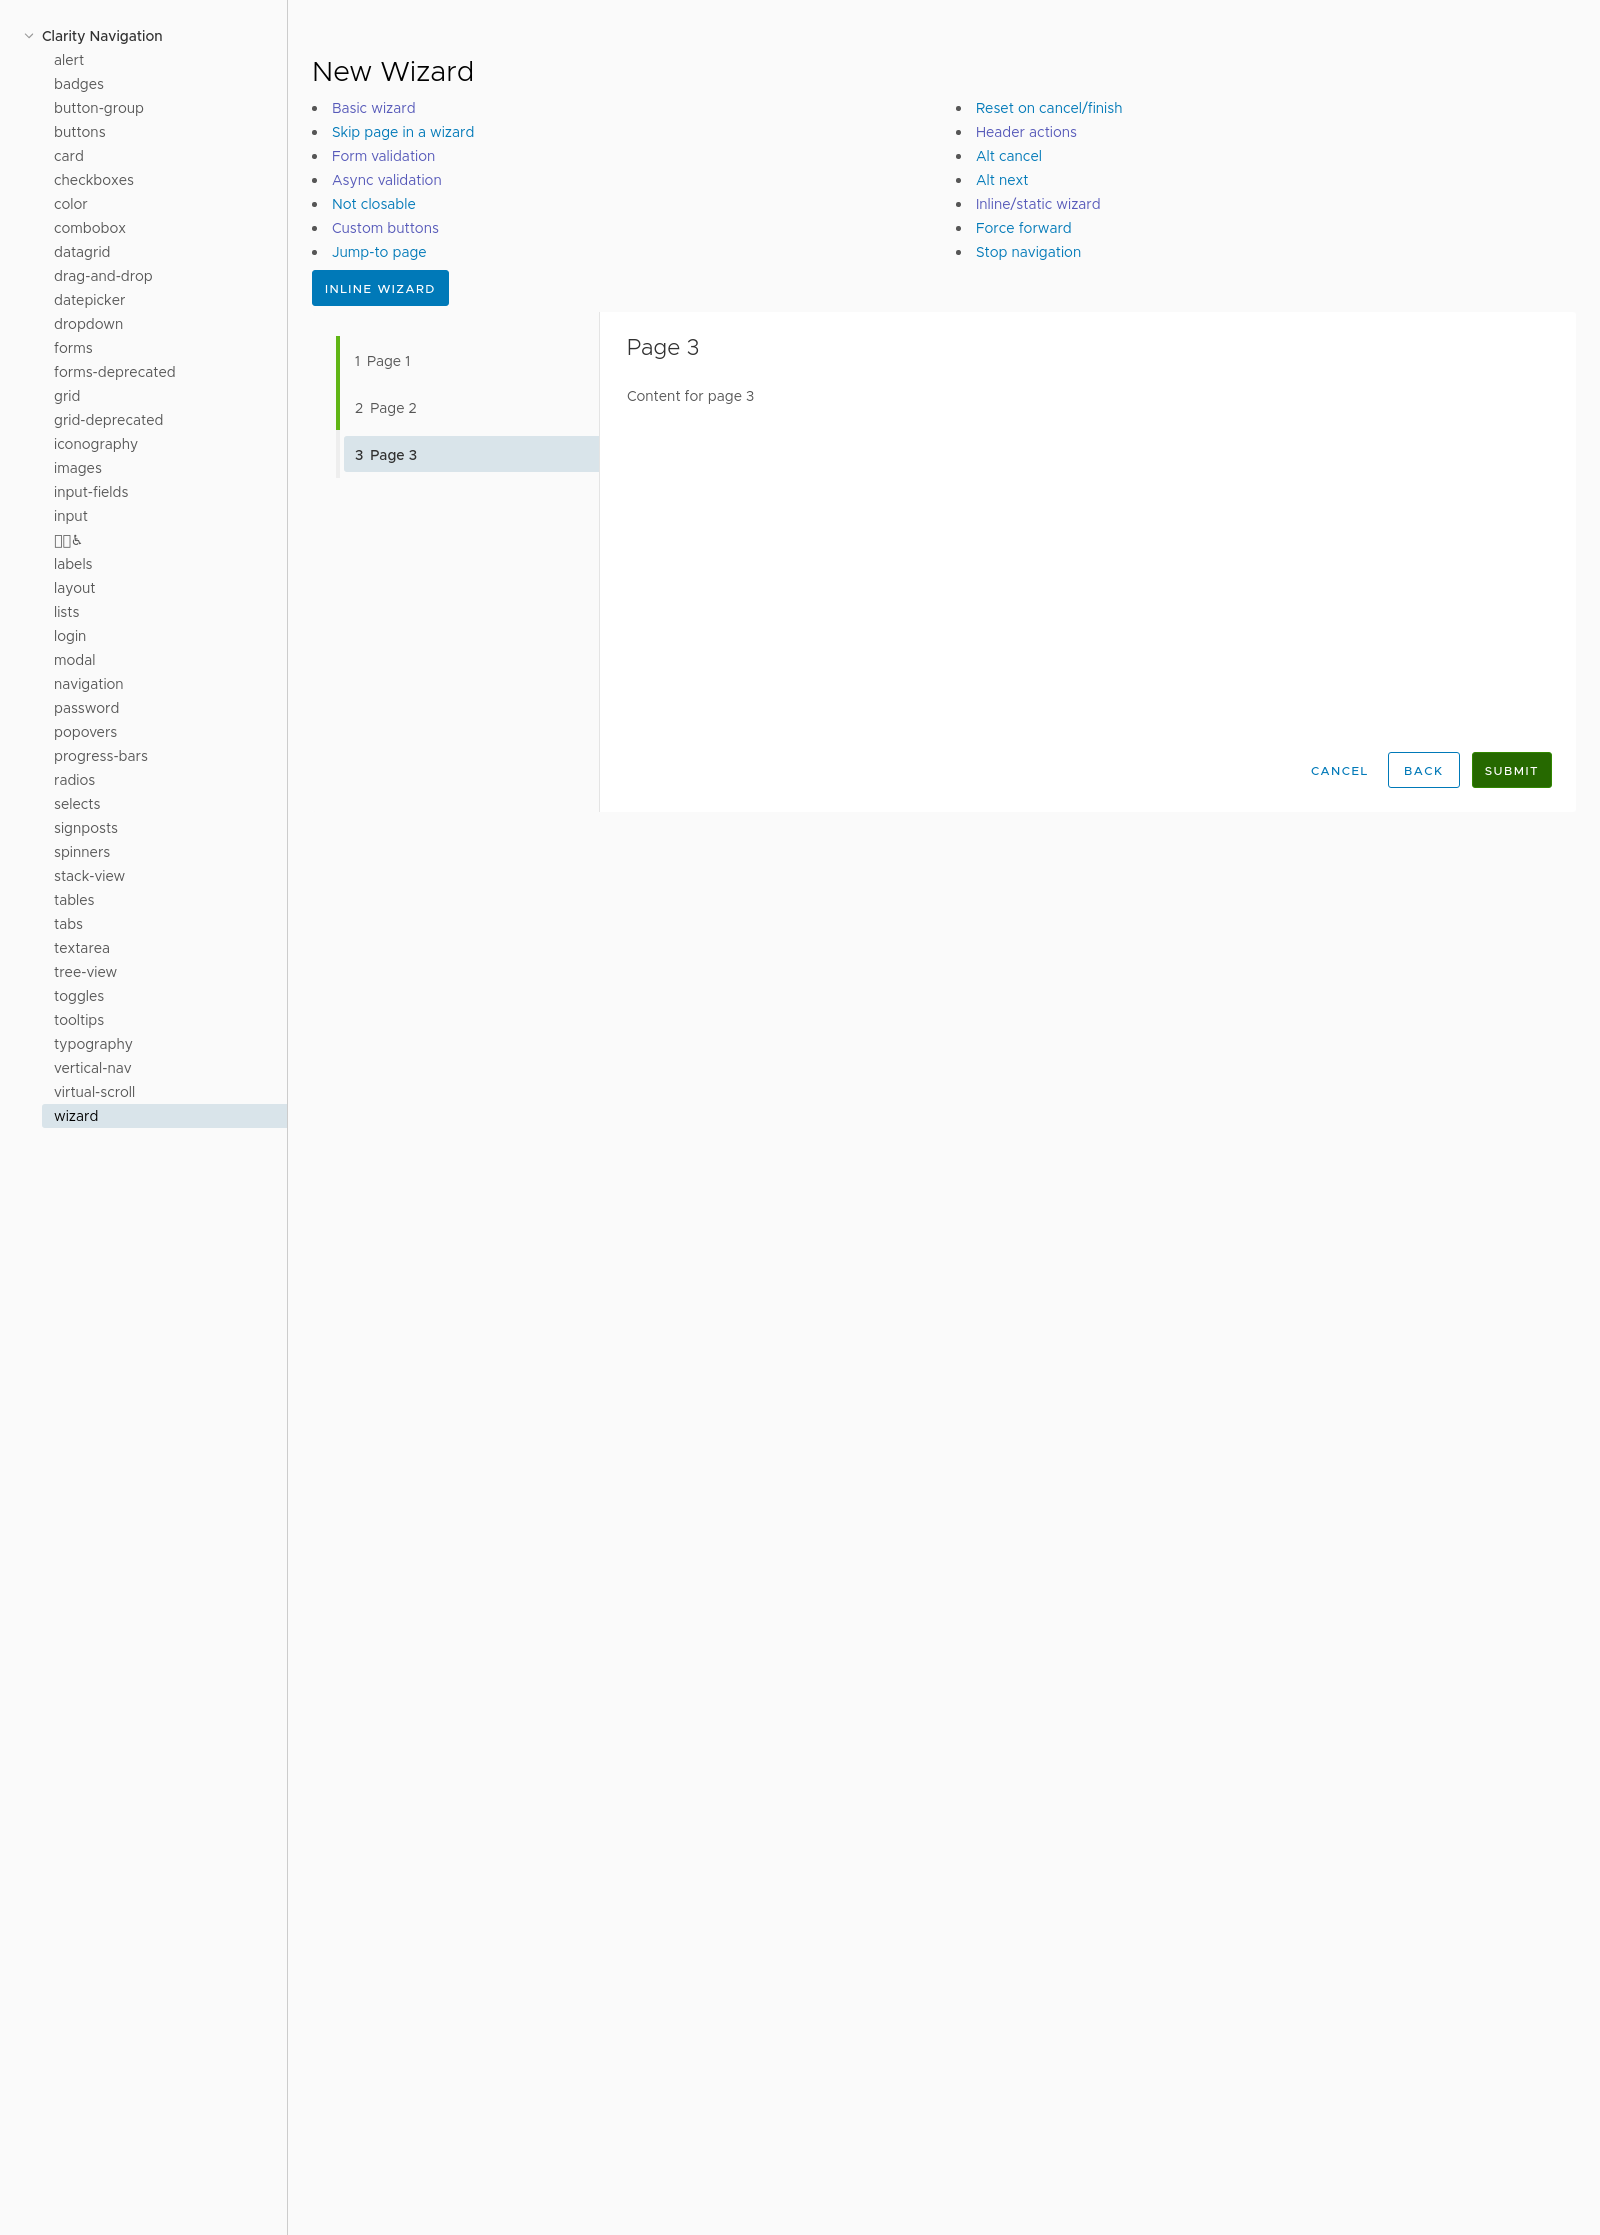 Clarity Navigation
alert
badges
button-group
buttons
card
checkboxes
color
combobox
datagrid
drag-and-drop
datepicker
dropdown
forms
forms-deprecated
grid
grid-deprecated
iconography
images
input-fields
input
♿
labels
layout
lists
login
modal
navigation
password
popovers
progress-bars
radios
selects
signposts
spinners
stack-view
tables
tabs
textarea
tree-view
toggles
tooltips
typography
vertical-nav
virtual-scroll
wizard
New Wizard
Basic wizard
Skip page in a wizard
Form validation
Async validation
Not closable
Custom buttons
Jump-to page
Reset on cancel/finish
Header actions
Alt cancel
Alt next
Inline/static wizard
Force forward
Stop navigation
INLINE WIZARD
1 Page 1
2 Page 2
3 Page 3
Page 3
Content for page 3
CANCEL
BACK
SUBMIT